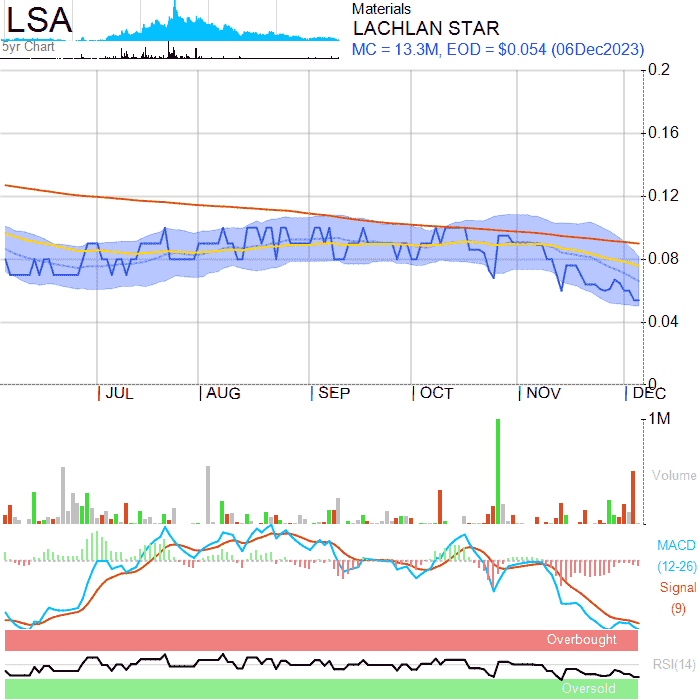 LSA
5yr Chart
Materials
LACHLAN STAR
MC = 13.3M, EOD = $0.054 (06Dec2023)
0.2
0.16
0.12
0.08
0.04
0
JUL AUG SEP OCT NOV DEC
1M
Volume
MACD
(12-26)
Signal
(9)
Overbought
RSI(14)
Oversold